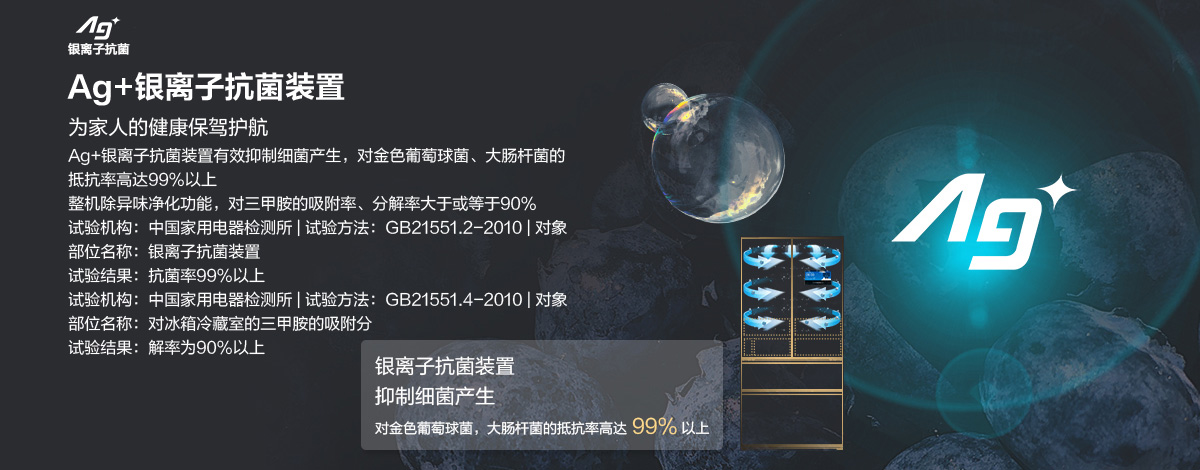 Ag+
银离子抗菌
Ag+银离子抗菌装置
为家人的健康保驾护航
Ag+银离子抗菌装置有效抑制细菌产生，对金色葡萄球菌、大肠杆菌的
抵抗率高达99%以上
整机除异味净化功能，对三甲胺的吸附率、分解率大于或等于90%
试验机构：中国家用电器检测所 | 试验方法：GB21551.2-2010 | 对象
部位名称：银离子抗菌装置
试验结果：抗菌率99%以上
试验机构：中国家用电器检测所 | 试验方法：GB21551.4-2010 | 对象
部位名称：对冰箱冷藏室的三甲胺的吸附分
试验结果：解率为90%以上
银离子抗菌装置
抑制细菌产生
对金色葡萄球菌，大肠杆菌的抵抗率高达 99% 以上
Ag+